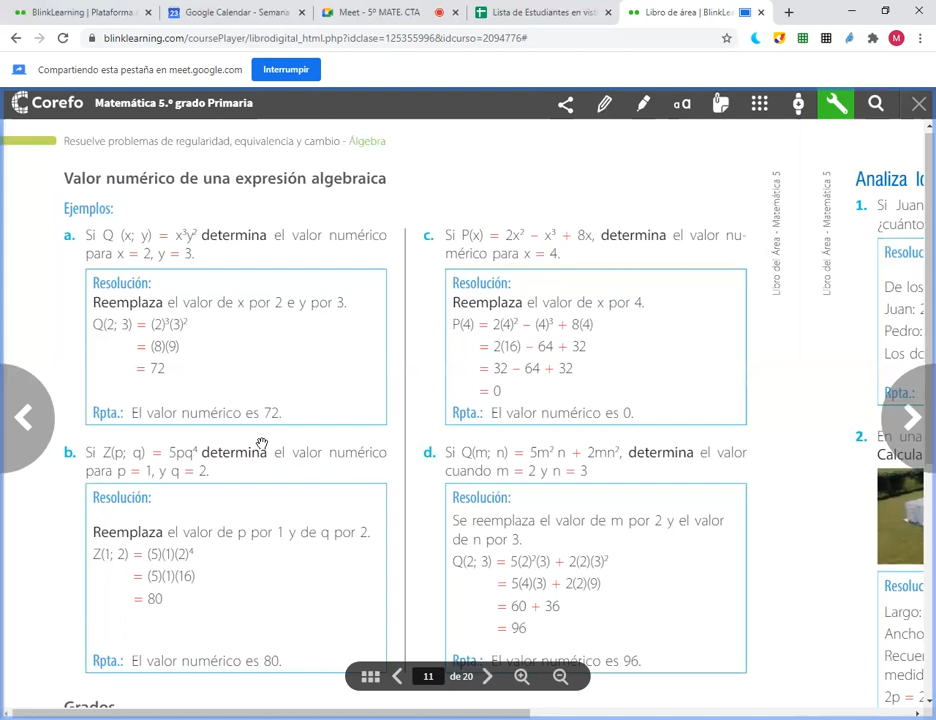 BlinkLearning | Plataforma e
Google Calendar - Semana
Meet - 5º MATE. CTA
Lista de Estudiantes en vist
Libro de área | BlinkLe
blinklearning.com/coursePlayer/librodigital_html.php?idclase=125355996&idcurso=2094776#
M
Compartiendo esta pestaña en meet.google.com
Interrumpir
Corefo
Matemática 5.º grado Primaria
Resuelve problemas de regularidad, equivalencia y cambio - Álgebra
Valor numérico de una expresión algebraica
Ejemplos:
a. Si Q (x; y) = x³y² determina el valor numérico
para x = 2, y = 3.
Resolución:
Reemplaza el valor de x por 2 e y por 3.
Q(2; 3) = (2)³(3)²
= (8)(9)
= 72
Rpta.: El valor numérico es 72.
b. Si Z(p; q) = 5pq⁴ determina el valor numérico
para p = 1, y q = 2.
Resolución:
Reemplaza el valor de p por 1 y de q por 2.
Z(1; 2) = (5)(1)(2)⁴
= (5)(1)(16)
= 80
Rpta.: El valor numérico es 80.
Grados
c. Si P(x) = 2x² – x³ + 8x, determina el valor nu-
mérico para x = 4.
Resolución:
Reemplaza el valor de x por 4.
P(4) = 2(4)² – (4)³ + 8(4)
= 2(16) – 64 + 32
= 32 – 64 + 32
= 0
Rpta.: El valor numérico es 0.
d. Si Q(m; n) = 5m² n + 2mn², determina el valor
cuando m = 2 y n = 3
Resolución:
Se reemplaza el valor de m por 2 y el valor
de n por 3.
Q(2; 3) = 5(2)²(3) + 2(2)(3)²
= 5(4)(3) + 2(2)(9)
= 60 + 36
= 96
Rpta.: El valor numérico es 96.
Libro del Área - Matemática 5
Libro del Área - Matemática 5
Analiza lo
1. Si Juan
¿cuánto
Resoluc
De los
Juan: 2
Pedro:
Los do
Rpta.:
2. En una
Calcula
Resoluc
Largo:
Ancho
Recuer
medid
2p = 2
11 de 20